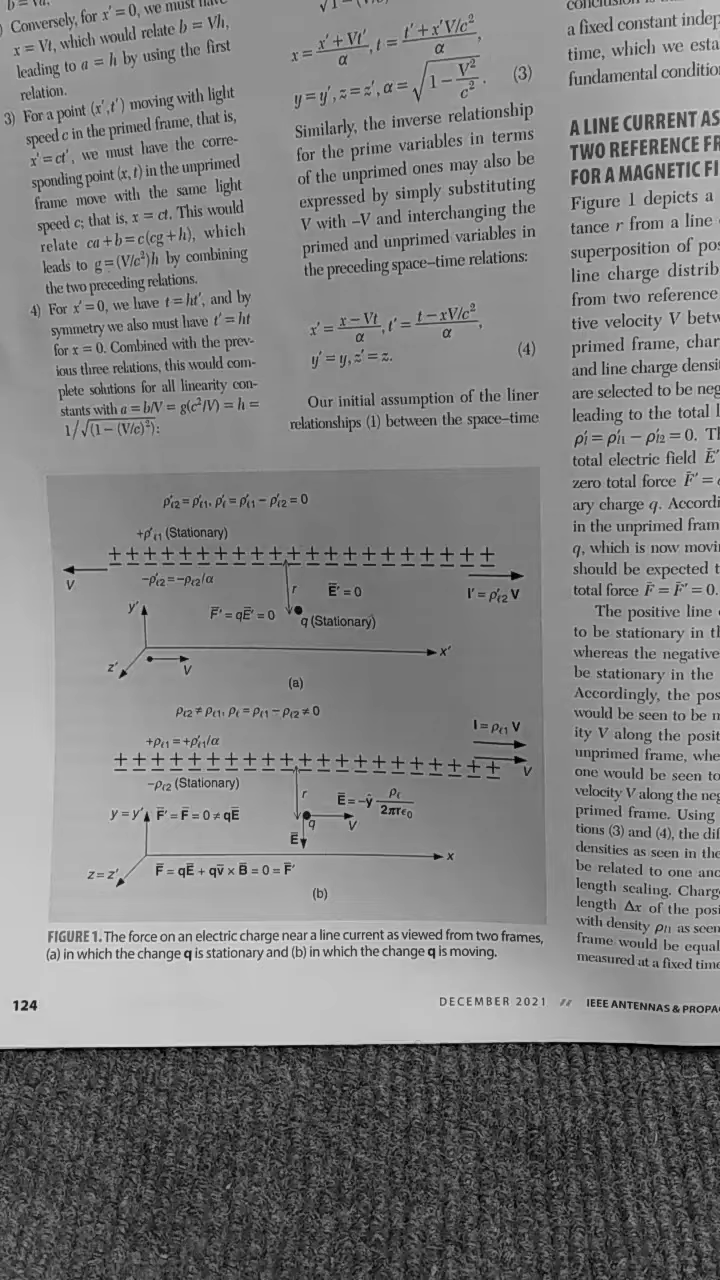 Conversely, for x′ = 0, we must have
x = Vt, which would relate b = Vh,
leading to a = h by using the first
relation.
3) For a point (x′,t′) moving with light
speed c in the primed frame, that is,
x′ = ct′, we must have the corre-
sponding point (x, t) in the unprimed
frame move with the same light
speed c; that is, x = ct. This would
relate ca + b = c(cg + h), which
leads to g = (V/c²)h by combining
the two preceding relations.
4) For x′ = 0, we have t = ht′, and by
symmetry we also must have t′ = ht
for x = 0. Combined with the prev-
ious three relations, this would com-
plete solutions for all linearity con-
stants with a = b/V = g(c²/V) = h =
1/√(1 − (V/c)²):
x = x′ + Vt′ / α, t = t′ + x′V/c² / α,
y = y′, z = z′, α = √1 − V²/c². (3)
Similarly, the inverse relationship
for the prime variables in terms
of the unprimed ones may also be
expressed by simply substituting
V with –V and interchanging the
primed and unprimed variables in
the preceding space–time relations:
x′ = x − Vt / α, t′ = t − xV/c² / α,
y′ = y, z′ = z. (4)
Our initial assumption of the liner
relationships (1) between the space–time
a fixed constant indep
time, which we esta
fundamental condition
A LINE CURRENT AS
TWO REFERENCE FR
FOR A MAGNETIC FI
Figure 1 depicts a
tance r from a line
superposition of pos
line charge distrib
from two reference
tive velocity V betw
primed frame, char
and line charge densit
are selected to be neg
leading to the total l
ρ′ℓ = ρ′ℓ1 − ρ′ℓ2 = 0. Th
total electric field Ē′
zero total force F̄′ =
ary charge q. Accordi
in the unprimed fram
q, which is now movi
should be expected t
total force F̄ = F̄′ = 0.
The positive line
to be stationary in th
whereas the negative
be stationary in the
Accordingly, the pos
would be seen to be m
ity V along the posit
unprimed frame, whe
one would be seen to
velocity V along the neg
primed frame. Using
tions (3) and (4), the dif
densities as seen in the
be related to one ano
length scaling. Charg
length Δx of the posi
with density ρℓ1 as seen
frame would be equal
measured at a fixed time
ρ′ℓ2 = ρ′ℓ1, ρ′ℓ = ρ′ℓ1 − ρ′ℓ2 = 0
+ρ′ℓ1 (Stationary)
V
−ρ′ℓ2 = −ρℓ2/α
r
Ē′ = 0
I′ = ρ′ℓ2 V
y′
F̄′ = qĒ′ = 0
q (Stationary)
x′
z′
V
(a)
ρℓ2 ≠ ρℓ1, ρℓ = ρℓ1 − ρℓ2 ≠ 0
I = ρℓ1 V
+ρℓ1 = +ρ′ℓ1/α
V
−ρℓ2 (Stationary)
r
Ē = −ŷ ρℓ / 2πrε₀
y = y′
F̄′ = F̄ = 0 ≠ qĒ
q
V
Ē
x
z = z′
F̄ = qĒ + qv̄ × B̄ = 0 = F̄′
(b)
FIGURE 1. The force on an electric charge near a line current as viewed from two frames,
(a) in which the change q is stationary and (b) in which the change q is moving.
124
DECEMBER 2021 // IEEE ANTENNAS & PROPA